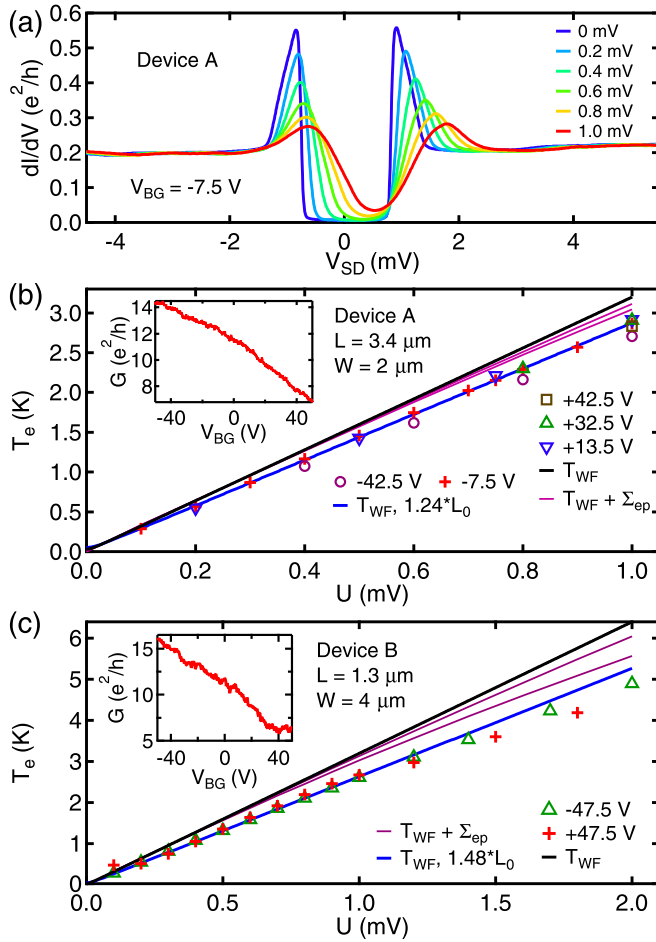 (a)
0.6
0.5
0.4
0.3
0.2
0.1
0.0
dI/dV (e²/h)
Device A
V_BG = -7.5 V
0 mV
0.2 mV
0.4 mV
0.6 mV
0.8 mV
1.0 mV
-4 -2 0 2 4
V_SD (mV)
(b)
3.0
2.5
2.0
1.5
1.0
0.5
0.0
T_e (K)
14
12
10
8
G (e²/h)
-40 0 40
V_BG (V)
Device A
L = 3.4 μm
W = 2 μm
+42.5 V
+32.5 V
+13.5 V
T_WF
T_WF + Σ_ep
-42.5 V -7.5 V
T_WF, 1.24*L_0
0.0 0.2 0.4 0.6 0.8 1.0
U (mV)
(c)
6
5
4
3
2
1
0
T_e (K)
15
10
5
G (e²/h)
-40 0 40
V_BG (V)
Device B
L = 1.3 μm
W = 4 μm
T_WF + Σ_ep
T_WF, 1.48*L_0
-47.5 V
+47.5 V
T_WF
0.0 0.5 1.0 1.5 2.0
U (mV)